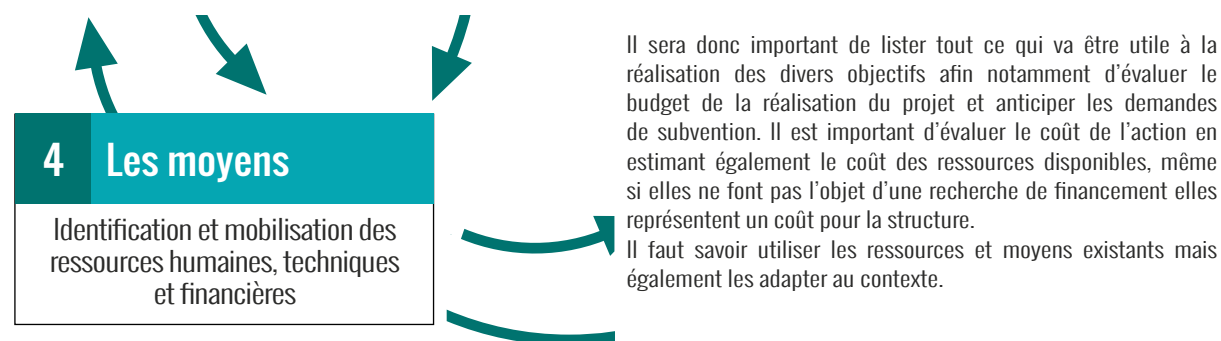 4 Les moyens
Identification et mobilisation des
ressources humaines, techniques
et financières
Il sera donc important de lister tout ce qui va être utile à la
réalisation des divers objectifs afin notamment d'évaluer le
budget de la réalisation du projet et anticiper les demandes
de subvention. Il est important d'évaluer le coût de l'action en
estimant également le coût des ressources disponibles, même
si elles ne font pas l'objet d'une recherche de financement elles
représentent un coût pour la structure.
Il faut savoir utiliser les ressources et moyens existants mais
également les adapter au contexte.